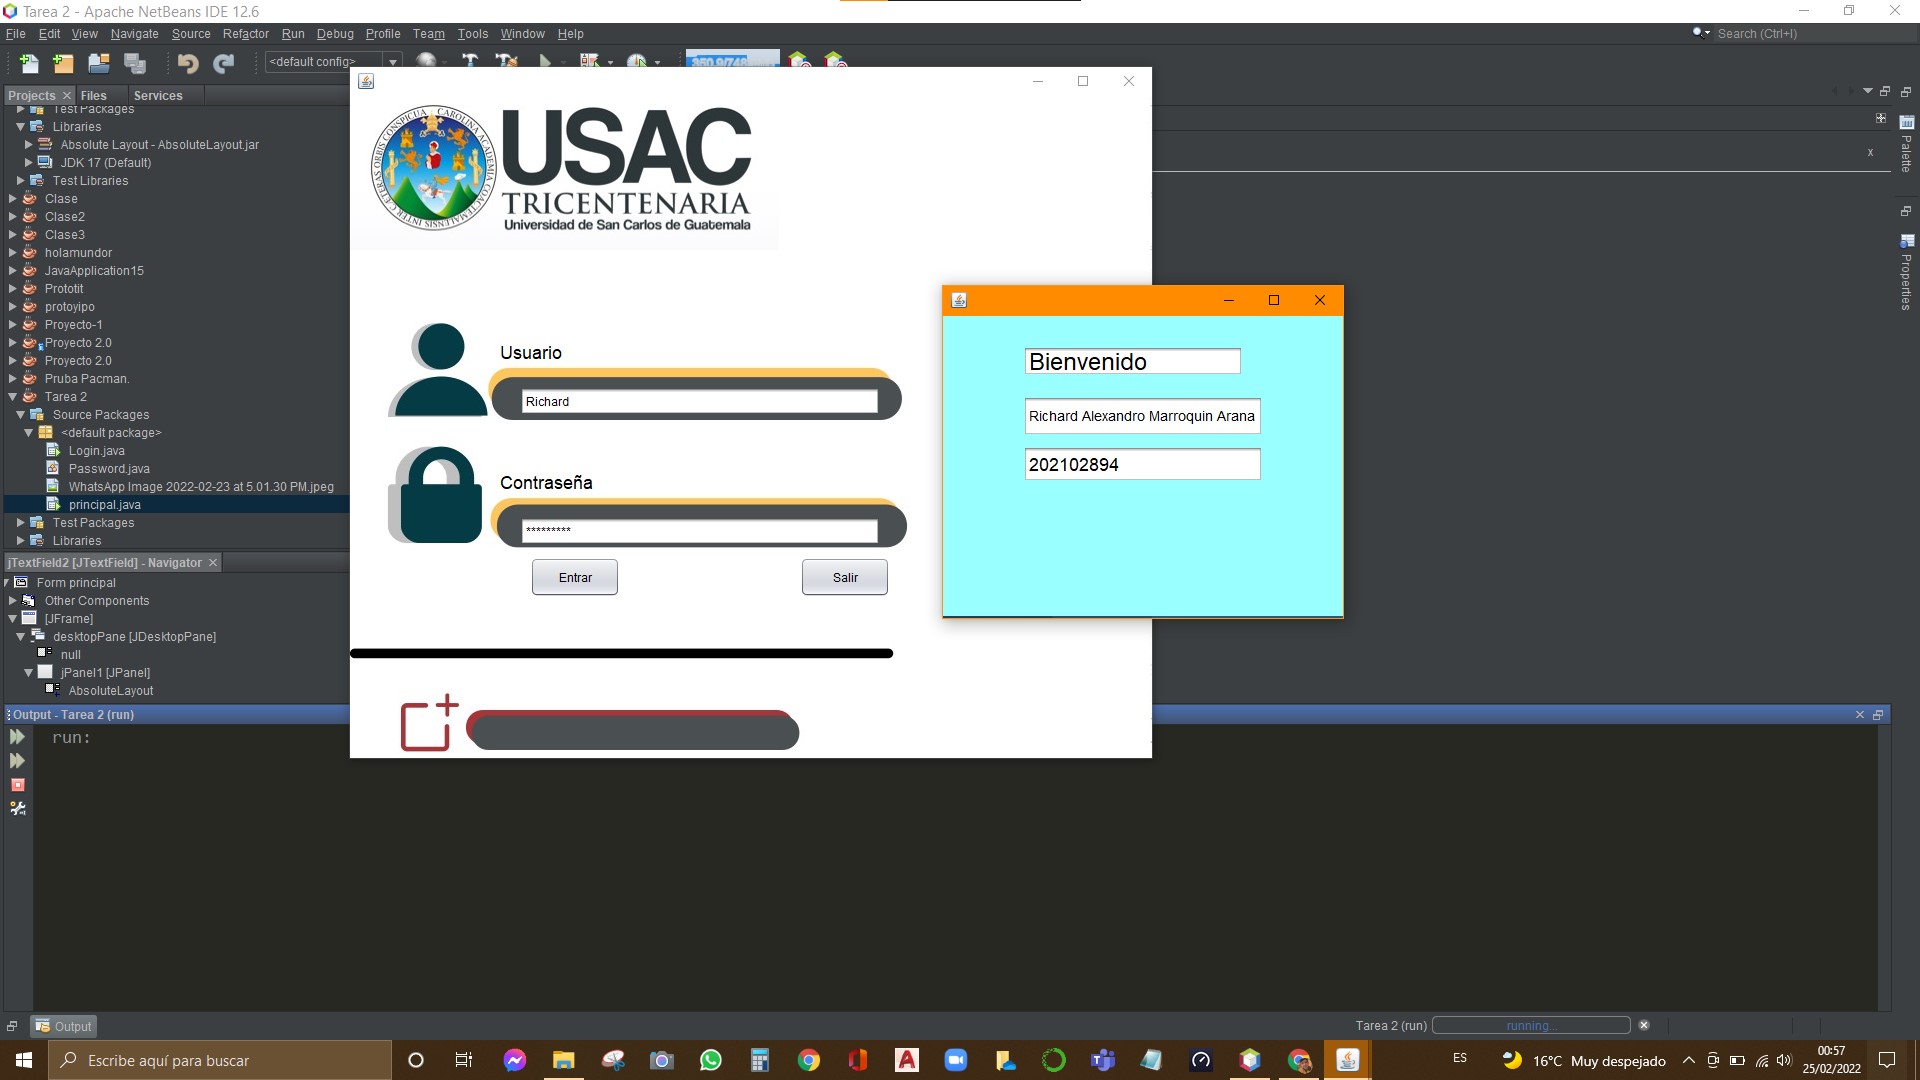 Tarea 2 - Apache NetBeans IDE 12.6
File Edit View Navigate Source Refactor Run Debug Profile Team Tools Window Help
Search (Ctrl+I)
<default config>
350.9/748
Projects Files Services
Test Packages
Libraries
Absolute Layout - AbsoluteLayout.jar
JDK 17 (Default)
Test Libraries
Clase
Clase2
Clase3
holamundor
JavaApplication15
Prototit
protoyipo
Proyecto-1
Proyecto 2.0
Proyecto 2.0
Pruba Pacman.
Tarea 2
Source Packages
<default package>
Login.java
Password.java
WhatsApp Image 2022-02-23 at 5.01.30 PM.jpeg
principal.java
Test Packages
Libraries
jTextField2 [JTextField] - Navigator
Form principal
Other Components
[JFrame]
desktopPane [JDesktopPane]
null
jPanel1 [JPanel]
AbsoluteLayout
USAC
TRICENTENARIA
Universidad de San Carlos de Guatemala
Usuario
Richard
Contraseña
*********
Entrar
Salir
Bienvenido
Richard Alexandro Marroquin Arana
202102894
x
Palette
Properties
Output - Tarea 2 (run)
run:
Output
Tarea 2 (run)
running...
Escribe aquí para buscar
ES
16°C Muy despejado
00:57
25/02/2022